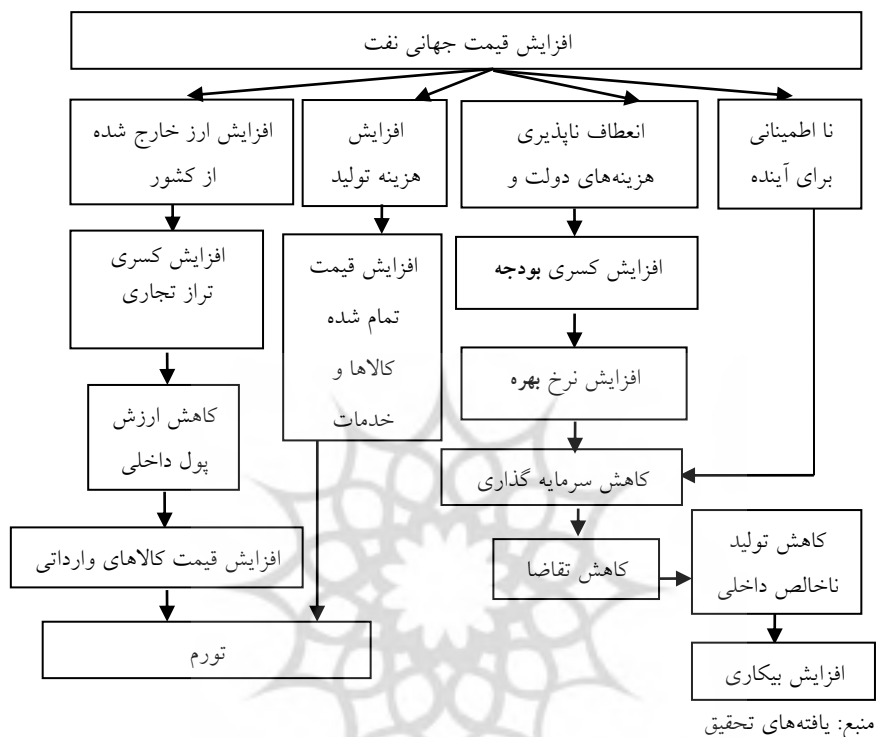 افزایش قیمت جهانی نفت
نا اطمینانی
برای آینده
انعطاف ناپذیری
هزینه‌های دولت و
افزایش
هزینه تولید
افزایش ارز خارج شده
از کشور
افزایش کسری بودجه
افزایش قیمت
تمام شده
کالاها و
خدمات
افزایش کسری
تراز تجاری
افزایش نرخ بهره
کاهش ارزش
پول داخلی
کاهش سرمایه گذاری
افزایش قیمت کالاهای وارداتی
کاهش تقاضا
کاهش تولید
ناخالص داخلی
تورم
افزایش بیکاری
منبع: یافته‌های تحقیق